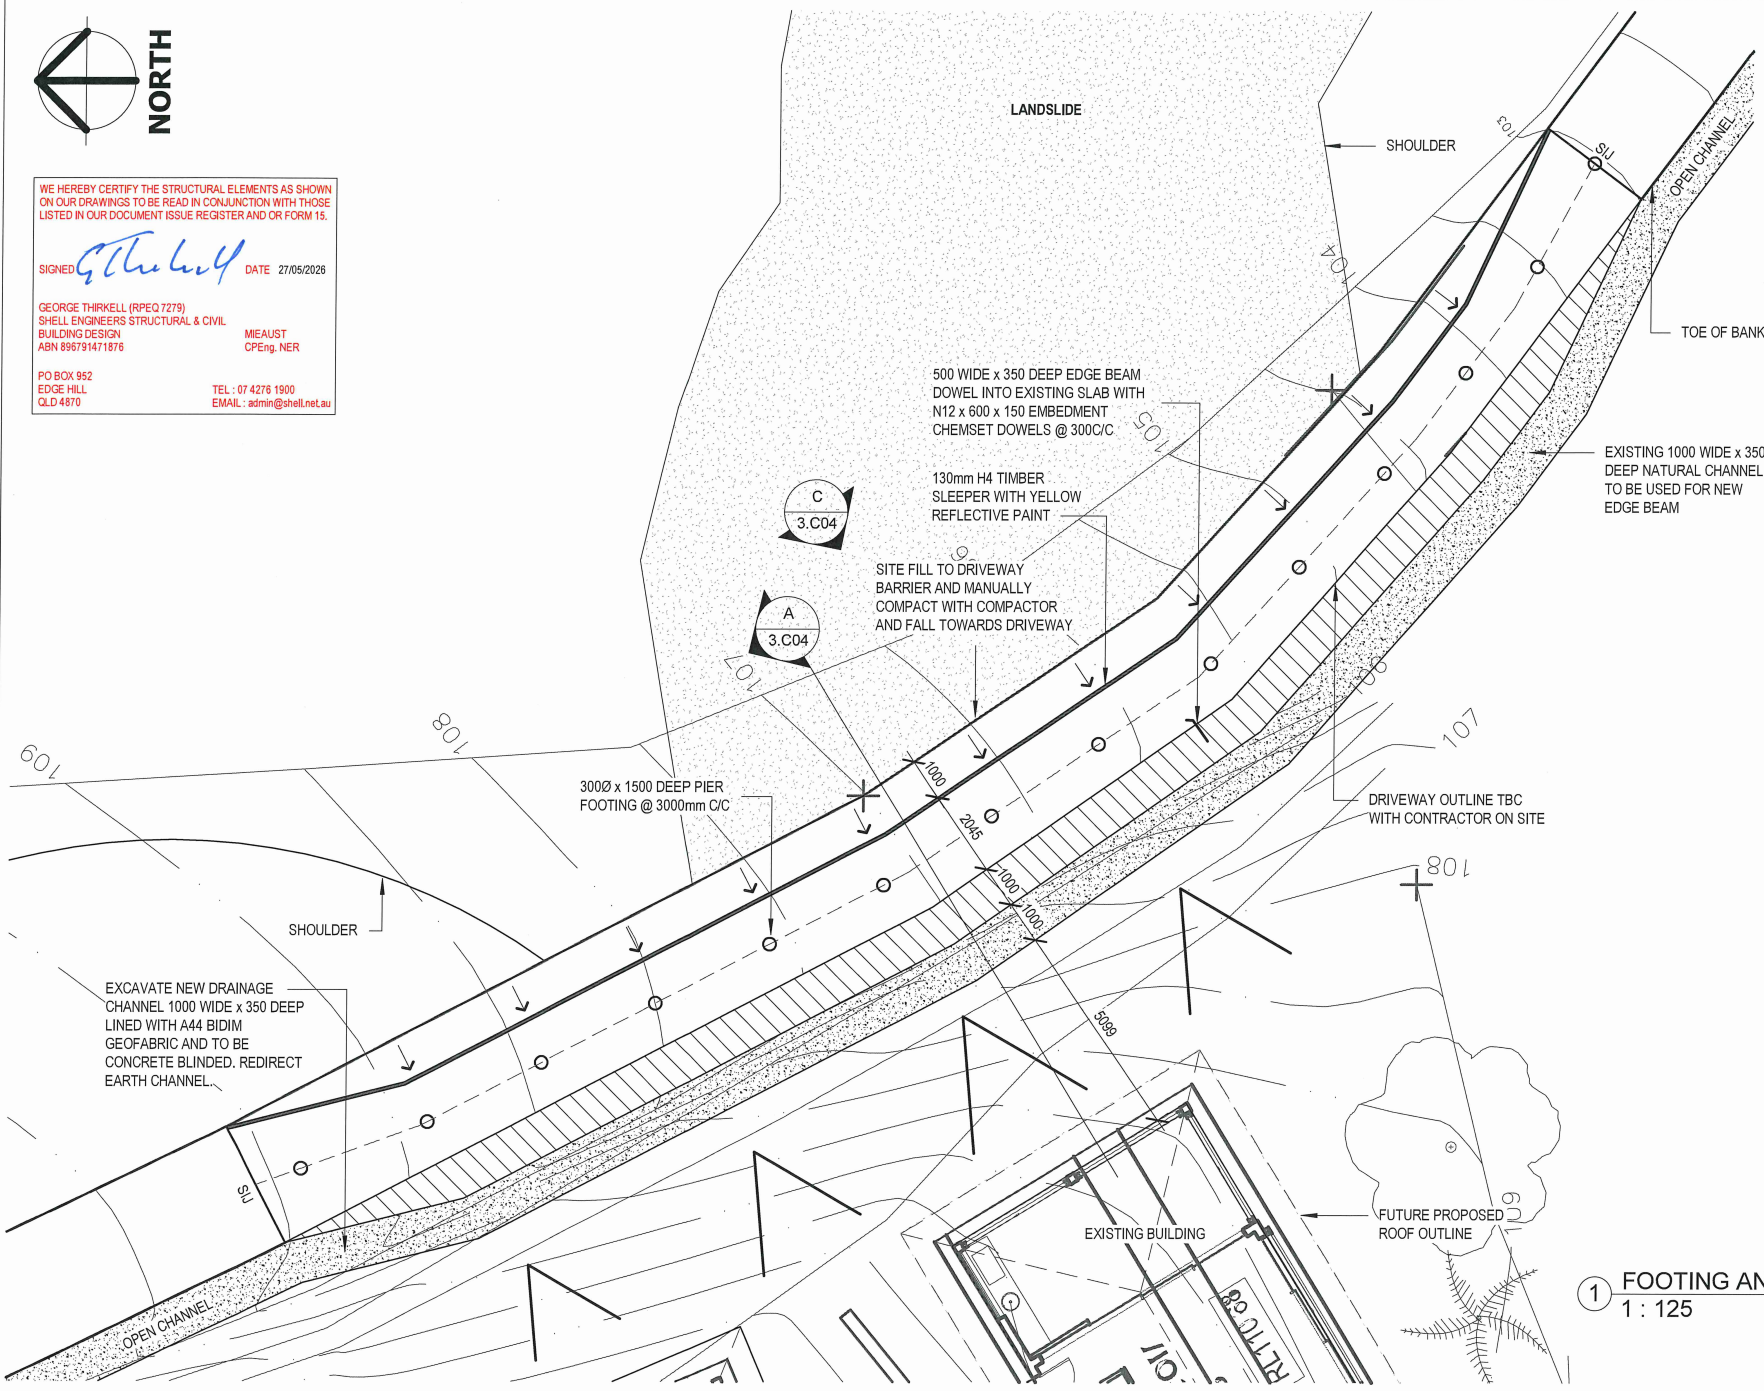 NORTH
WE HEREBY CERTIFY THE STRUCTURAL ELEMENTS AS SHOWN
ON OUR DRAWINGS TO BE READ IN CONJUNCTION WITH THOSE
LISTED IN OUR DOCUMENT ISSUE REGISTER AND OR FORM 15.
SIGNED DATE 27/05/2026
GEORGE THIRKELL (RPEQ 7279)
SHELL ENGINEERS STRUCTURAL & CIVIL
BUILDING DESIGN MIEAUST
ABN 896791471876 CPEng. NER
PO BOX 952
EDGE HILL TEL : 07 4276 1900
QLD 4870 EMAIL : admin@shell.net.au
LANDSLIDE
SHOULDER
103
SIJ
OPEN CHANNEL
104
TOE OF BANK
500 WIDE x 350 DEEP EDGE BEAM
DOWEL INTO EXISTING SLAB WITH
N12 x 600 x 150 EMBEDMENT
CHEMSET DOWELS @ 300C/C
105
EXISTING 1000 WIDE x 350
DEEP NATURAL CHANNEL
TO BE USED FOR NEW
EDGE BEAM
130mm H4 TIMBER
SLEEPER WITH YELLOW
REFLECTIVE PAINT
C
3.C04
SITE FILL TO DRIVEWAY
BARRIER AND MANUALLY
COMPACT WITH COMPACTOR
AND FALL TOWARDS DRIVEWAY
A
3.C04
107
106
108
107
109
300Ø x 1500 DEEP PIER
FOOTING @ 3000mm C/C
1000
2045
1000
1000
5099
DRIVEWAY OUTLINE TBC
WITH CONTRACTOR ON SITE
108
SHOULDER
EXCAVATE NEW DRAINAGE
CHANNEL 1000 WIDE x 350 DEEP
LINED WITH A44 BIDIM
GEOFABRIC AND TO BE
CONCRETE BLINDED. REDIRECT
EARTH CHANNEL.
SIJ
OPEN CHANNEL
EXISTING BUILDING
FUTURE PROPOSED
ROOF OUTLINE
109
1
FOOTING AN
1 : 125